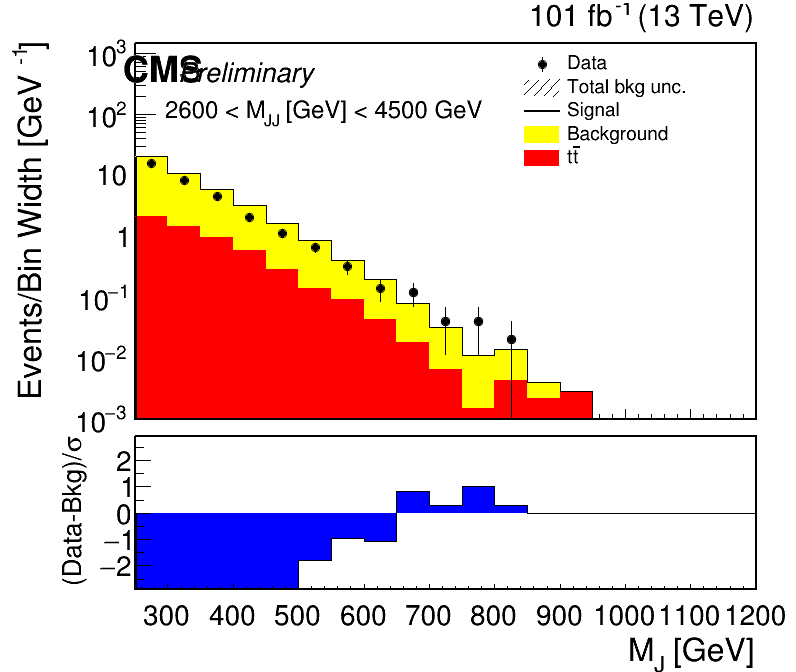 101 fb⁻¹ (13 TeV)
Events/Bin Width [GeV⁻¹]
10³
10²
10
1
10⁻¹
10⁻²
10⁻³
CMS Preliminary
2600 < M_JJ [GeV] < 4500 GeV
Data
Total bkg unc.
Signal
Background
tt̄
(Data-Bkg)/σ
2
1
0
−1
−2
300 400 500 600 700 800 900 1000 1100 1200
M_J [GeV]